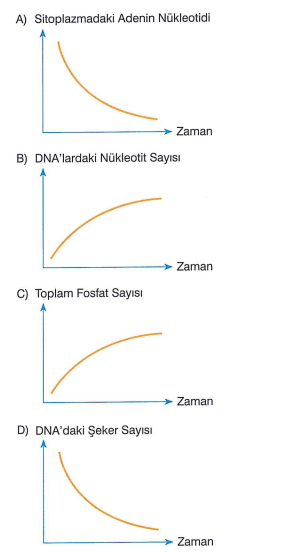 A) Sitoplazmadaki Adenin Nükleotidi
Zaman
B) DNA'lardaki Nükleotit Sayısı
Zaman
C) Toplam Fosfat Sayısı
Zaman
D) DNA'daki Şeker Sayısı
Zaman